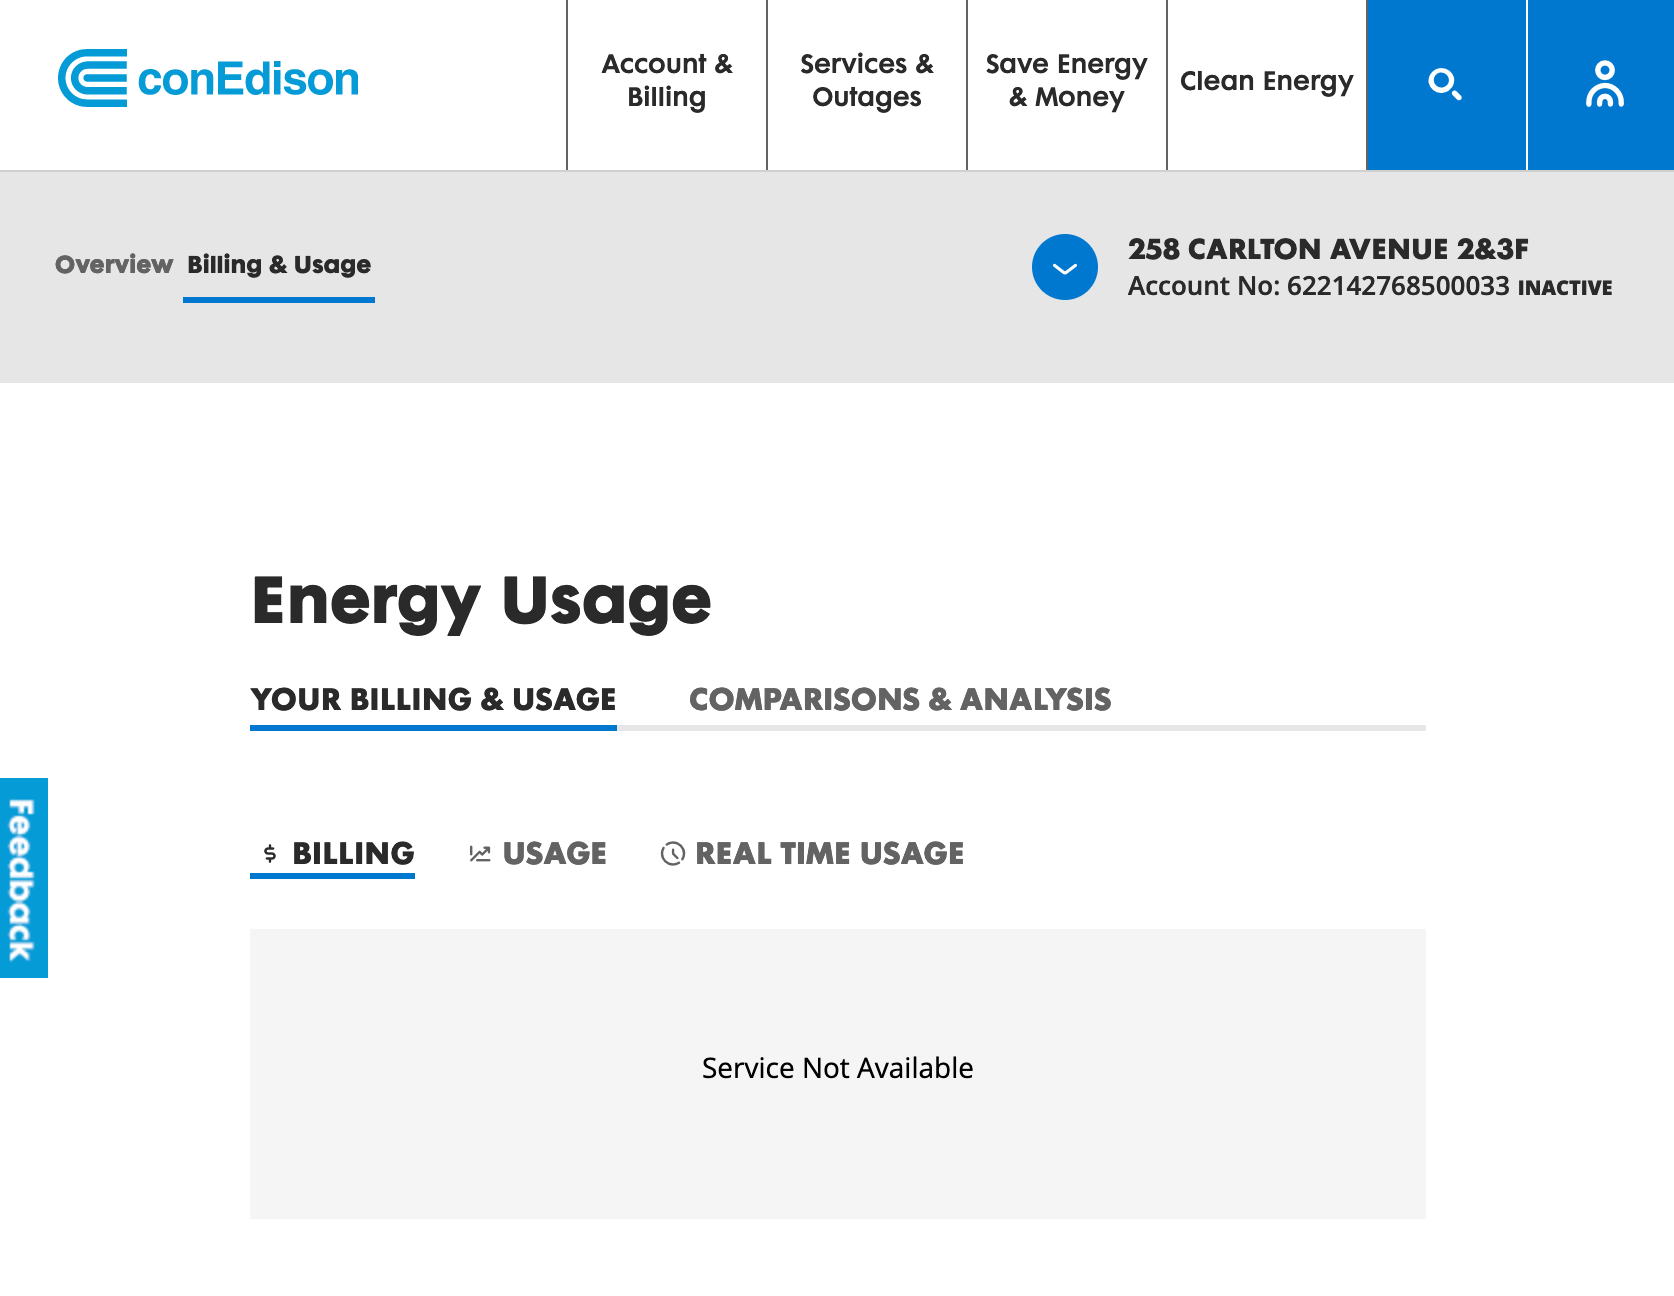 conEdison
Account &
Billing
Services &
Outages
Save Energy
& Money
Clean Energy
Overview Billing & Usage
258 CARLTON AVENUE 2&3F
Account No: 622142768500033 INACTIVE
Energy Usage
YOUR BILLING & USAGE COMPARISONS & ANALYSIS
$ BILLING USAGE REAL TIME USAGE
Feedback
Service Not Available